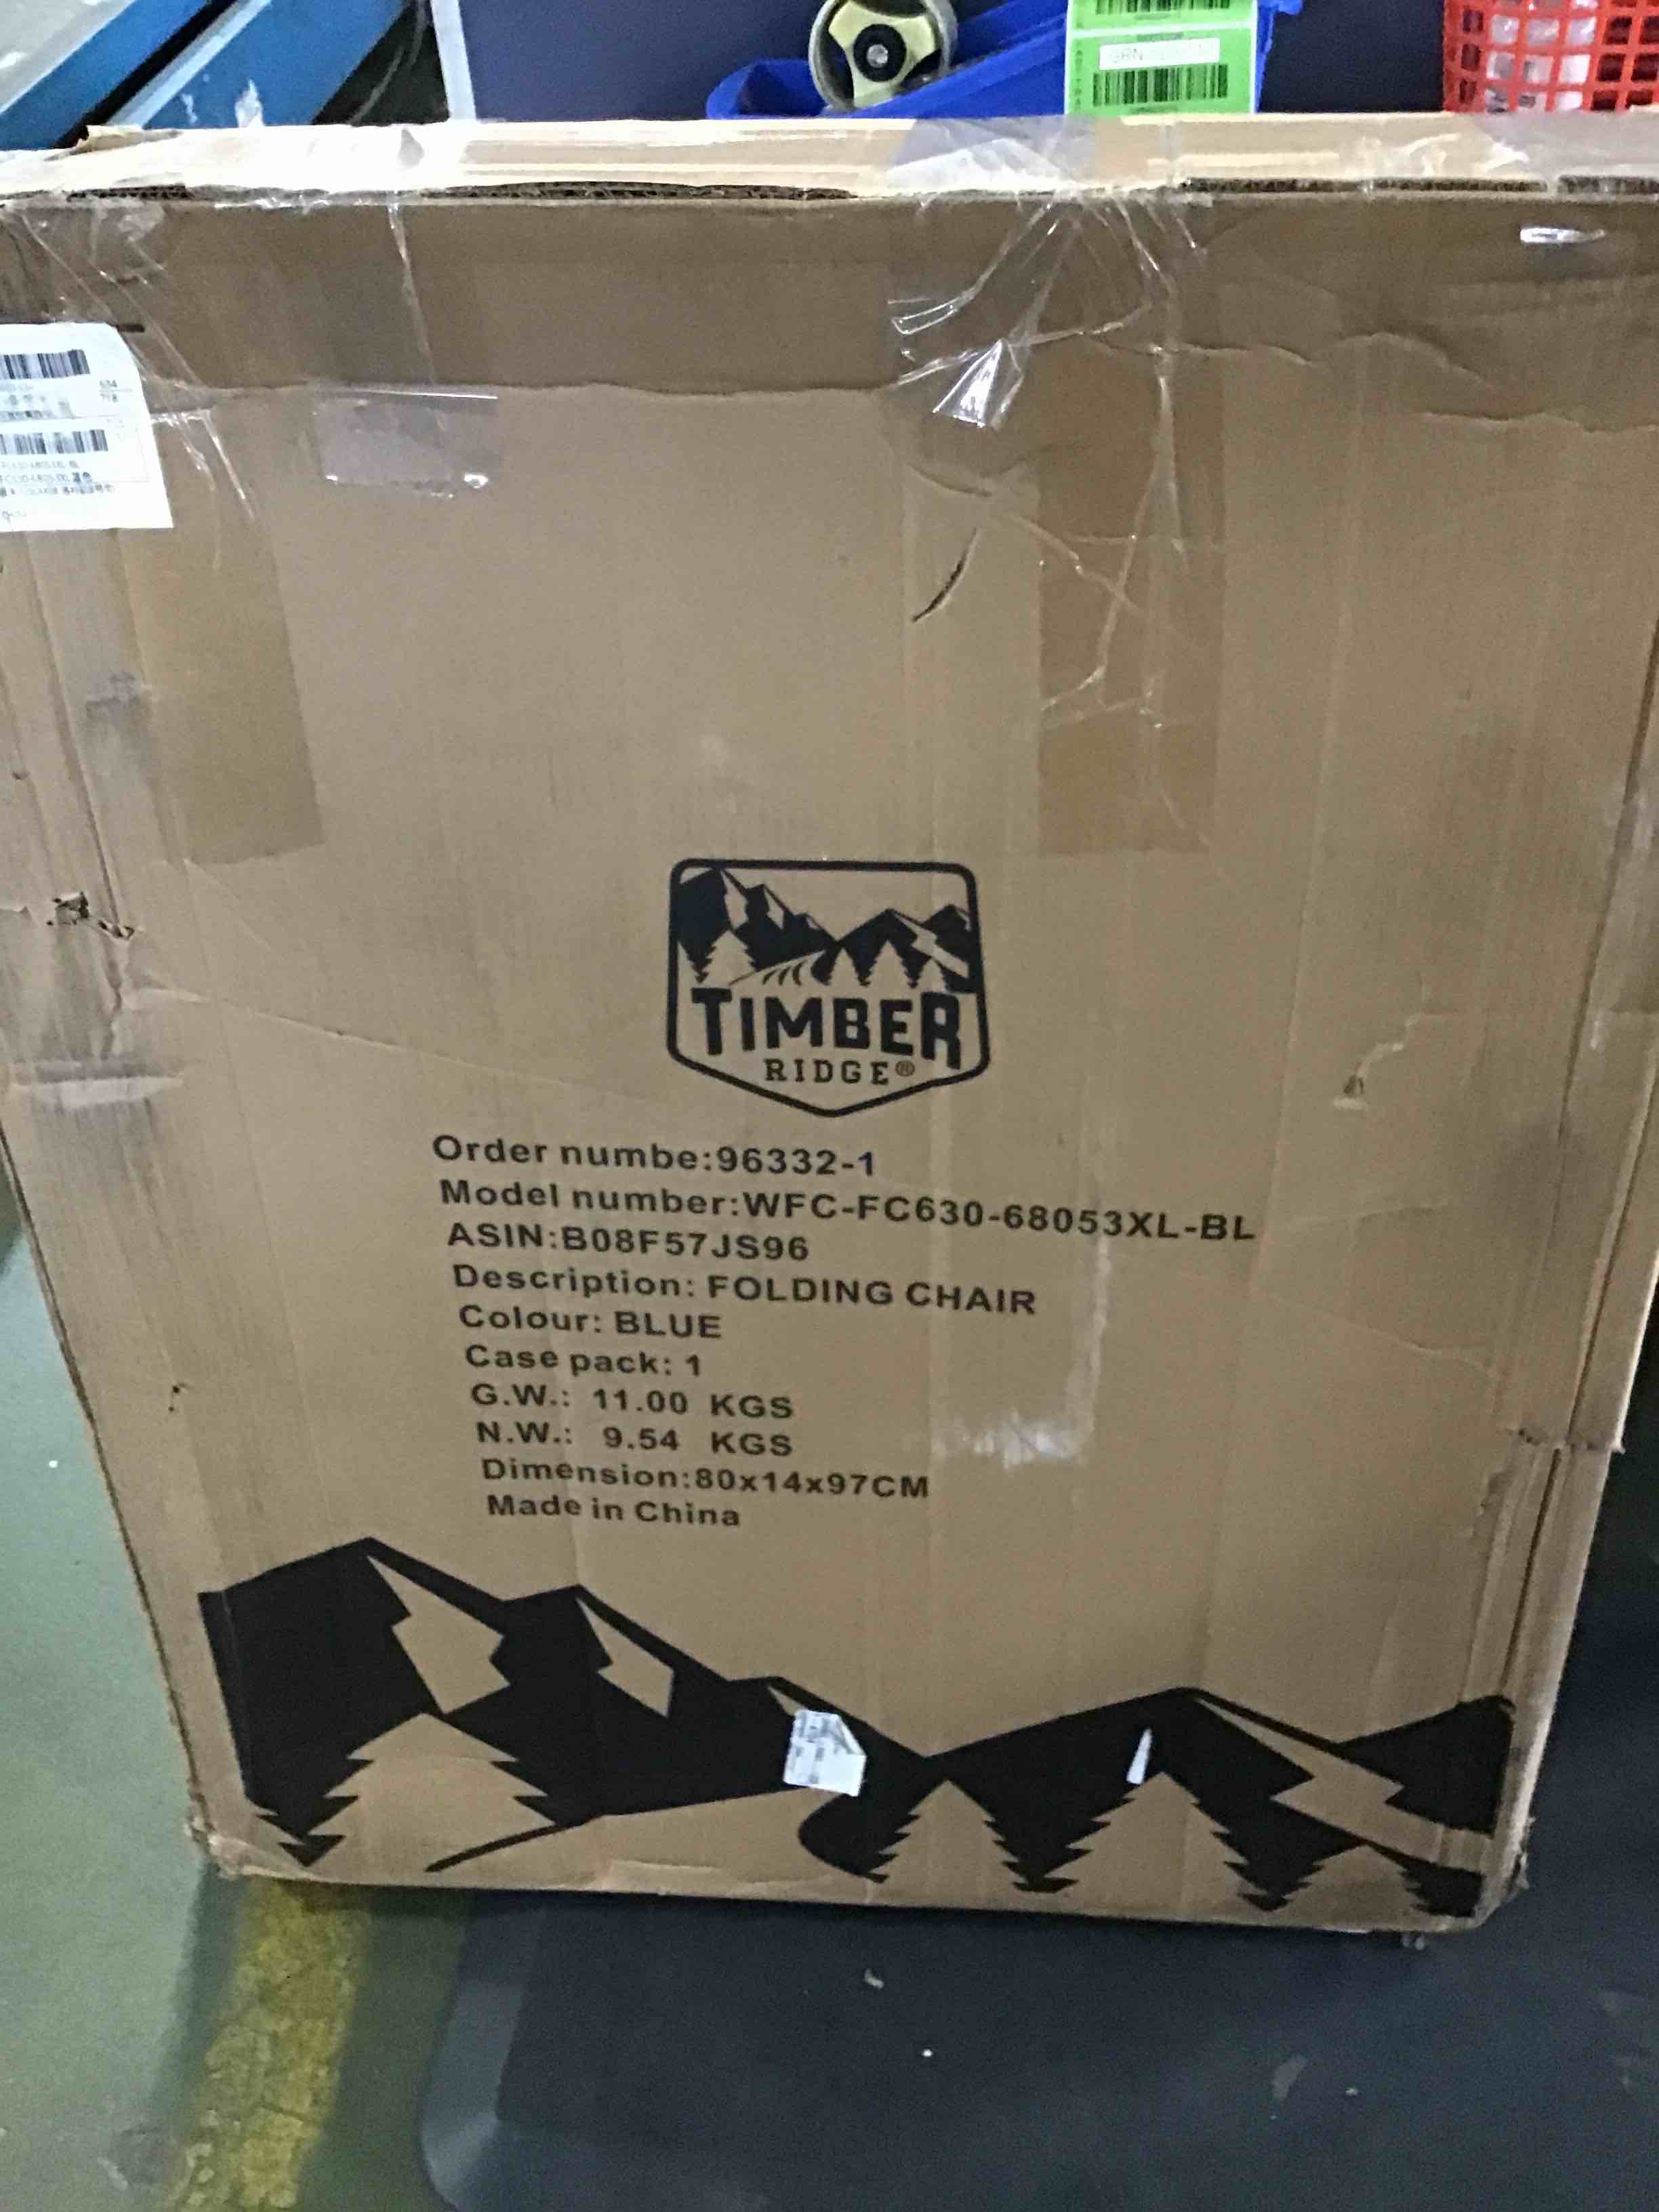 TIMBER
RIDGE®
Order numbe:96332-1
Model number:WFC-FC630-68053XL-BL
ASIN:B08F57JS96
Description: FOLDING CHAIR
Colour: BLUE
Case pack: 1
G.W.: 11.00 KGS
N.W.: 9.54 KGS
Dimension:80x14x97CM
Made in China